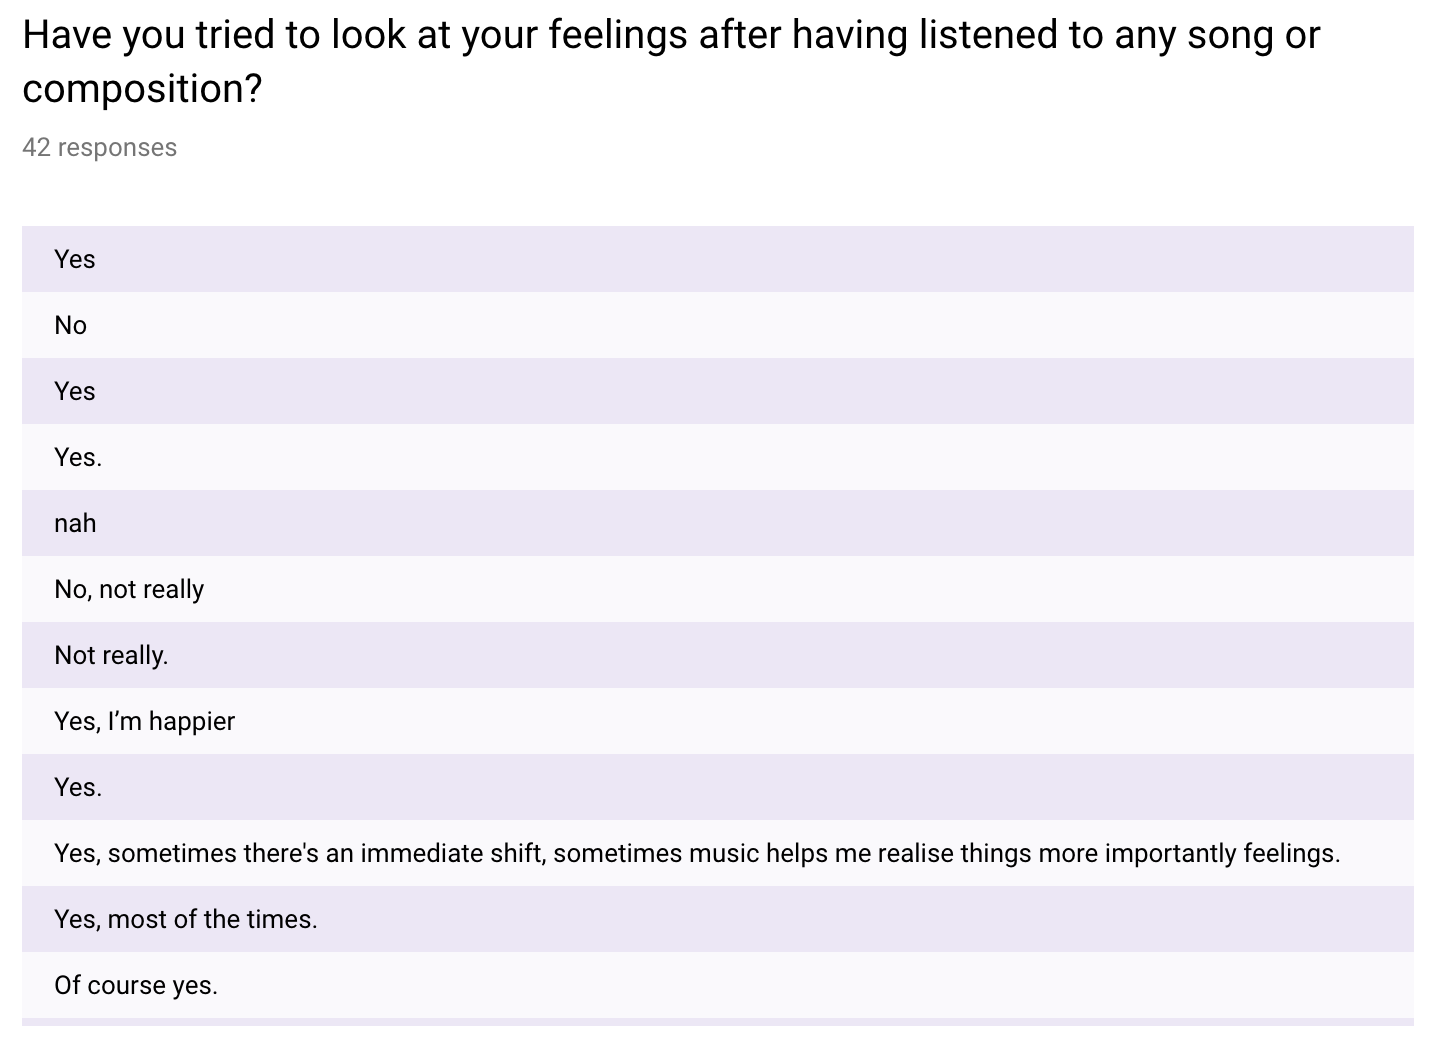 Have you tried to look at your feelings after having listened to any song or
composition?
42 responses
Yes
No
Yes
Yes.
nah
No, not really
Not really.
Yes, I’m happier
Yes.
Yes, sometimes there's an immediate shift, sometimes music helps me realise things more importantly feelings.
Yes, most of the times.
Of course yes.